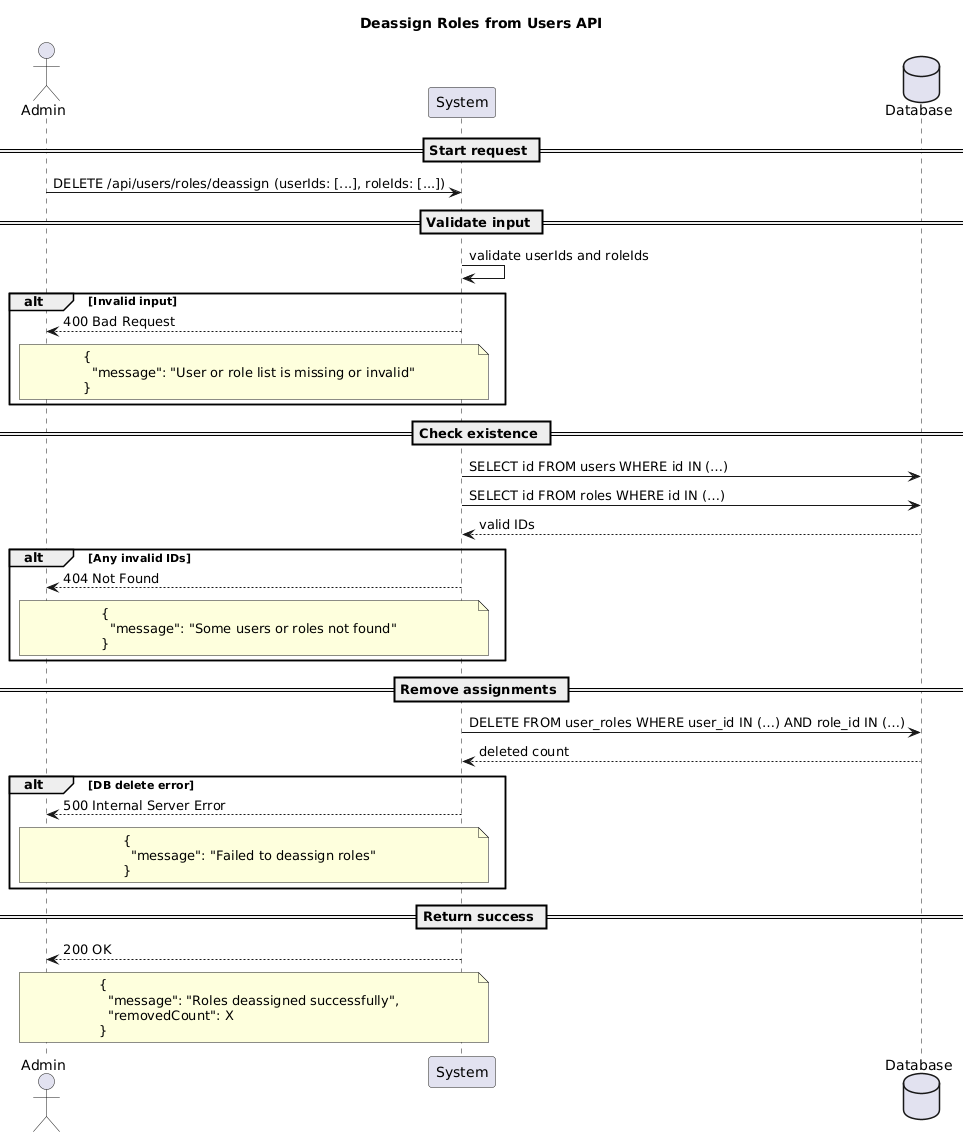 Deassign Roles from Users API
Admin
System
Database
Start request
DELETE /api/users/roles/deassign (userIds: [...], roleIds: [...])
Validate input
validate userIds and roleIds
alt [Invalid input]
400 Bad Request
{
"message": "User or role list is missing or invalid"
}
Check existence
SELECT id FROM users WHERE id IN (...)
SELECT id FROM roles WHERE id IN (...)
valid IDs
alt [Any invalid IDs]
404 Not Found
{
"message": "Some users or roles not found"
}
Remove assignments
DELETE FROM user_roles WHERE user_id IN (...) AND role_id IN (...)
deleted count
alt [DB delete error]
500 Internal Server Error
{
"message": "Failed to deassign roles"
}
Return success
200 OK
{
"message": "Roles deassigned successfully",
"removedCount": X
}
Admin
System
Database